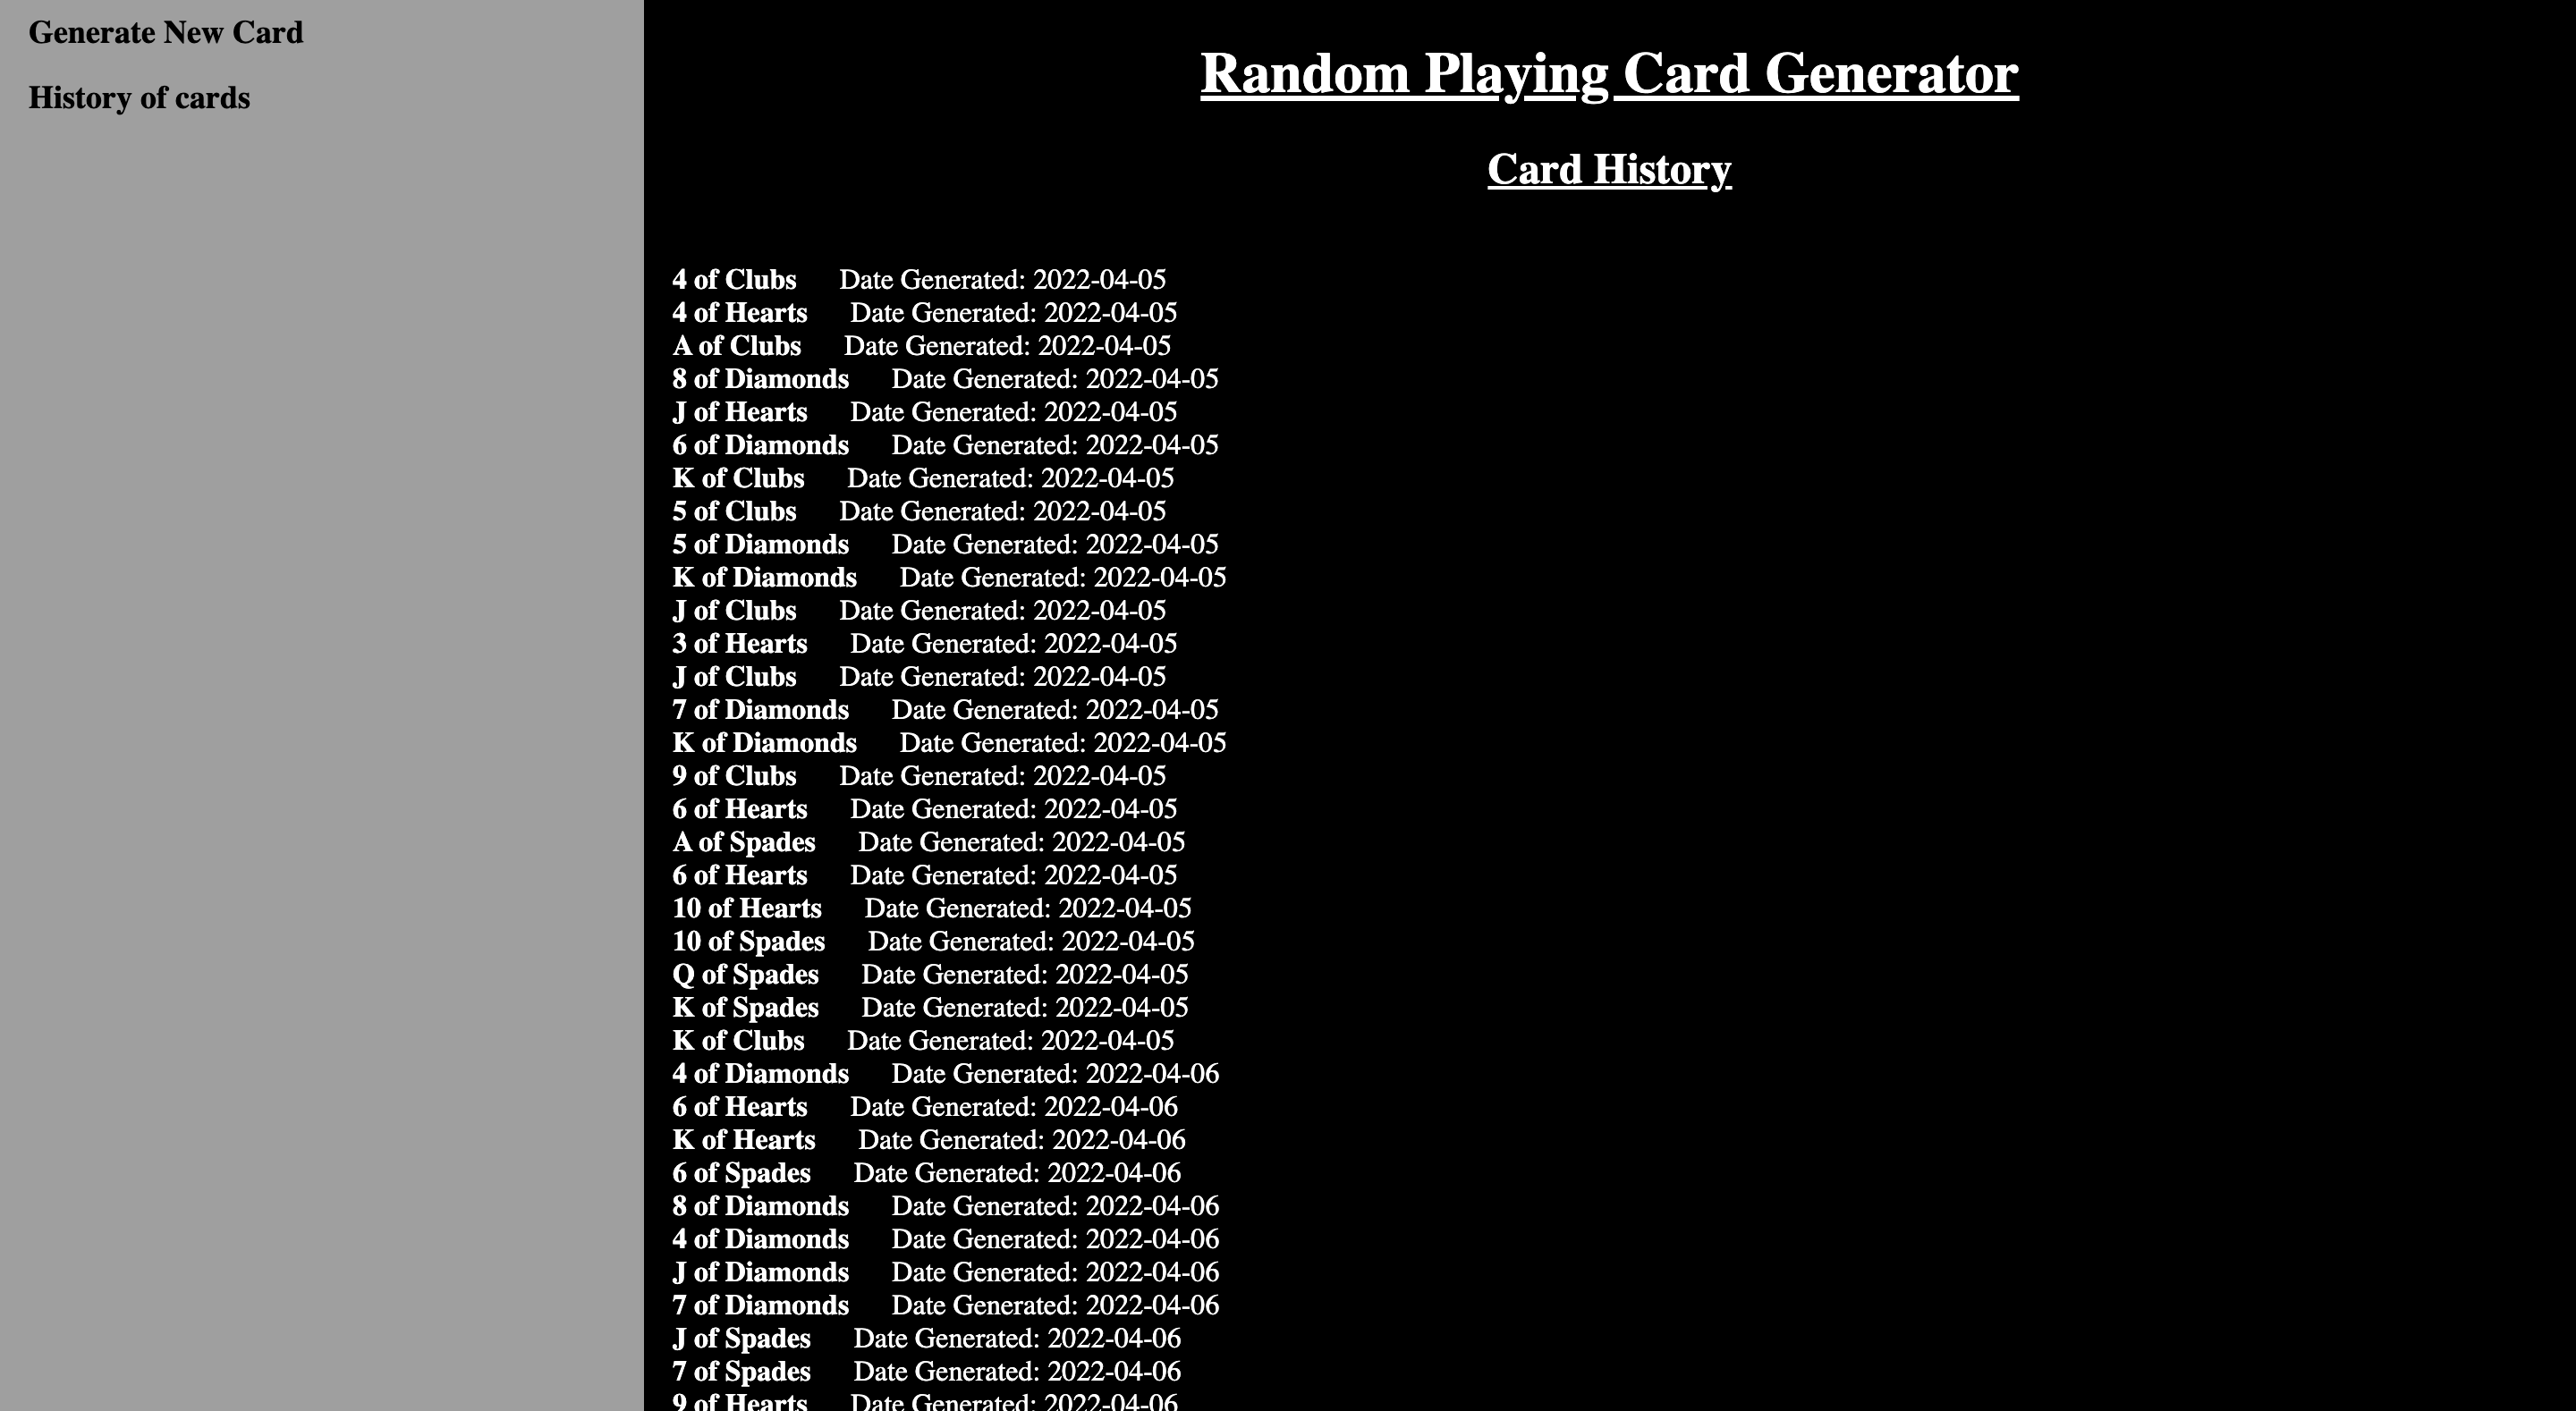 Generate New Card
History of cards
Random Playing Card Generator
Card History
4 of Clubs Date Generated: 2022-04-05
4 of Hearts Date Generated: 2022-04-05
A of Clubs Date Generated: 2022-04-05
8 of Diamonds Date Generated: 2022-04-05
J of Hearts Date Generated: 2022-04-05
6 of Diamonds Date Generated: 2022-04-05
K of Clubs Date Generated: 2022-04-05
5 of Clubs Date Generated: 2022-04-05
5 of Diamonds Date Generated: 2022-04-05
K of Diamonds Date Generated: 2022-04-05
J of Clubs Date Generated: 2022-04-05
3 of Hearts Date Generated: 2022-04-05
J of Clubs Date Generated: 2022-04-05
7 of Diamonds Date Generated: 2022-04-05
K of Diamonds Date Generated: 2022-04-05
9 of Clubs Date Generated: 2022-04-05
6 of Hearts Date Generated: 2022-04-05
A of Spades Date Generated: 2022-04-05
6 of Hearts Date Generated: 2022-04-05
10 of Hearts Date Generated: 2022-04-05
10 of Spades Date Generated: 2022-04-05
Q of Spades Date Generated: 2022-04-05
K of Spades Date Generated: 2022-04-05
K of Clubs Date Generated: 2022-04-05
4 of Diamonds Date Generated: 2022-04-06
6 of Hearts Date Generated: 2022-04-06
K of Hearts Date Generated: 2022-04-06
6 of Spades Date Generated: 2022-04-06
8 of Diamonds Date Generated: 2022-04-06
4 of Diamonds Date Generated: 2022-04-06
J of Diamonds Date Generated: 2022-04-06
7 of Diamonds Date Generated: 2022-04-06
J of Spades Date Generated: 2022-04-06
7 of Spades Date Generated: 2022-04-06
9 of Hearts Date Generated: 2022-04-06